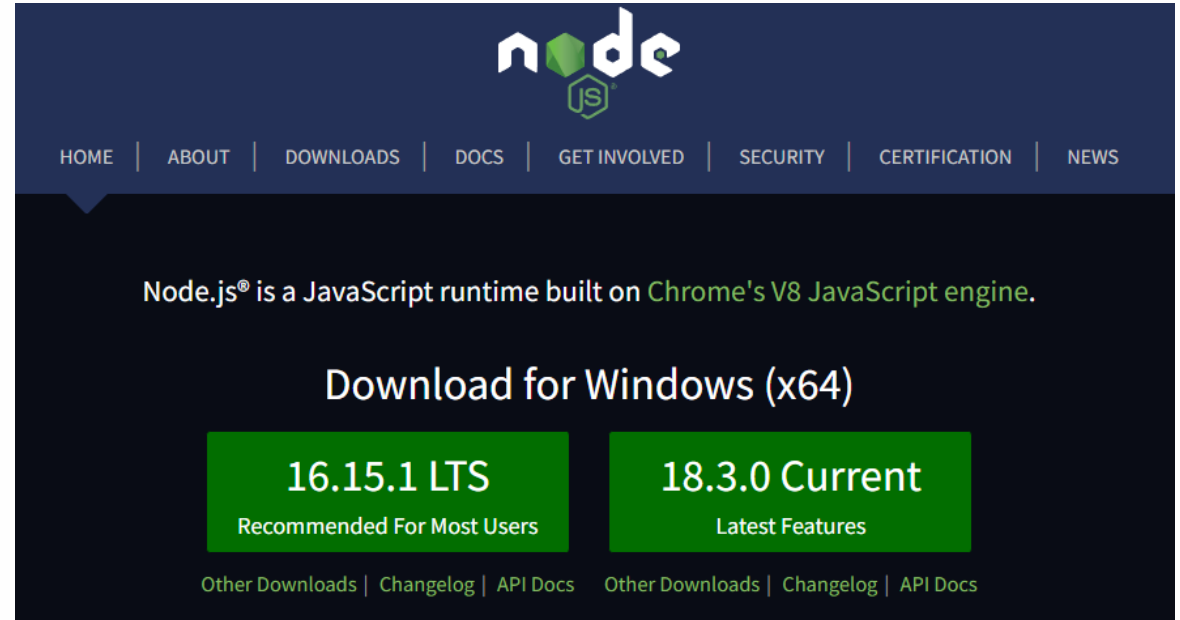 node
JS®
HOME | ABOUT | DOWNLOADS | DOCS | GET INVOLVED | SECURITY | CERTIFICATION | NEWS
Node.js® is a JavaScript runtime built on Chrome's V8 JavaScript engine.
Download for Windows (x64)
16.15.1 LTS
Recommended For Most Users
18.3.0 Current
Latest Features
Other Downloads | Changelog | API Docs
Other Downloads | Changelog | API Docs